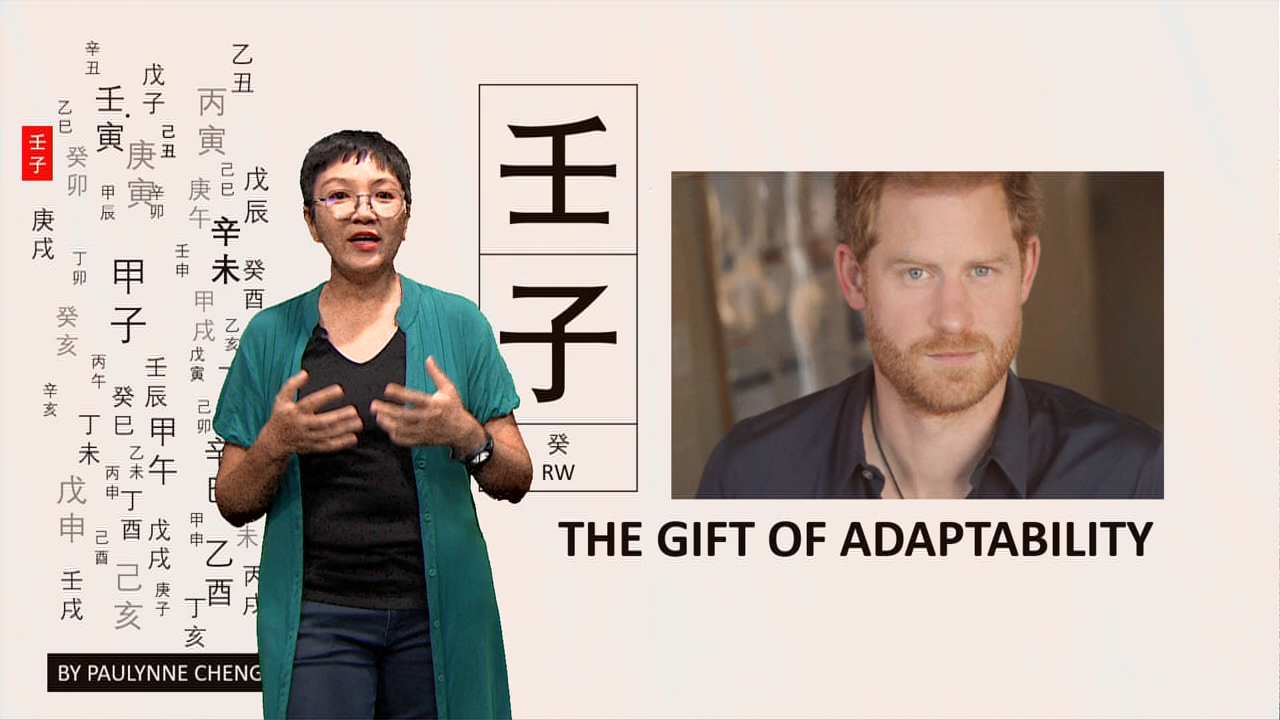 辛丑
乙丑
戊子
壬寅
丙寅
乙巳
己丑
壬子
癸卯
庚寅
甲辰
辛卯
己巳
庚午
戊辰
庚戌
辛未
壬申
丁卯
甲子
癸酉
甲戌
癸亥
乙亥
戊寅
丙午
壬辰
辛亥
癸巳
己卯
丁未
甲午
乙未
丙申
戊申
丁酉
甲申
戊戌
己酉
乙酉
未
丙戌
壬戌
己亥
庚子
丁亥
BY PAULYNNE CHENG
壬
子
癸
RW
THE GIFT OF ADAPTABILITY